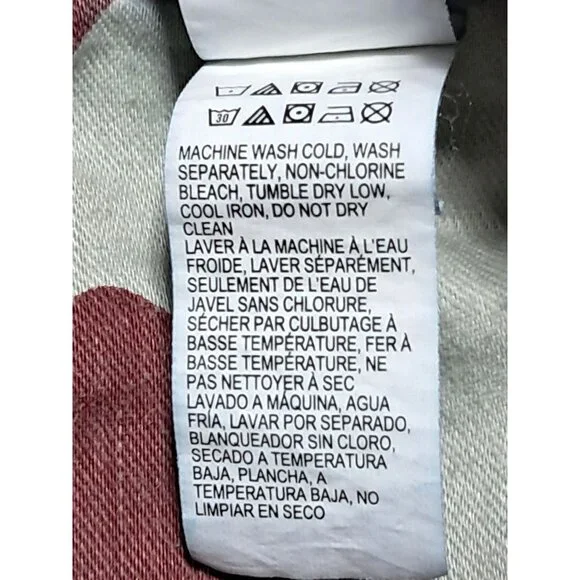 30
MACHINE WASH COLD, WASH
SEPARATELY, NON-CHLORINE
BLEACH, TUMBLE DRY LOW,
COOL IRON, DO NOT DRY
CLEAN
LAVER À LA MACHINE À L'EAU
FROIDE, LAVER SÉPARÉMENT,
SEULEMENT DE L'EAU DE
JAVEL SANS CHLORURE,
SÉCHER PAR CULBUTAGE À
BASSE TEMPÉRATURE, FER À
BASSE TEMPÉRATURE, NE
PAS NETTOYER À SEC
LAVADO A MÁQUINA, AGUA
FRÍA, LAVAR POR SEPARADO,
BLANQUEADOR SIN CLORO,
SECADO A TEMPERATURA
BAJA, PLANCHA, A
TEMPERATURA BAJA, NO
LIMPIAR EN SECO